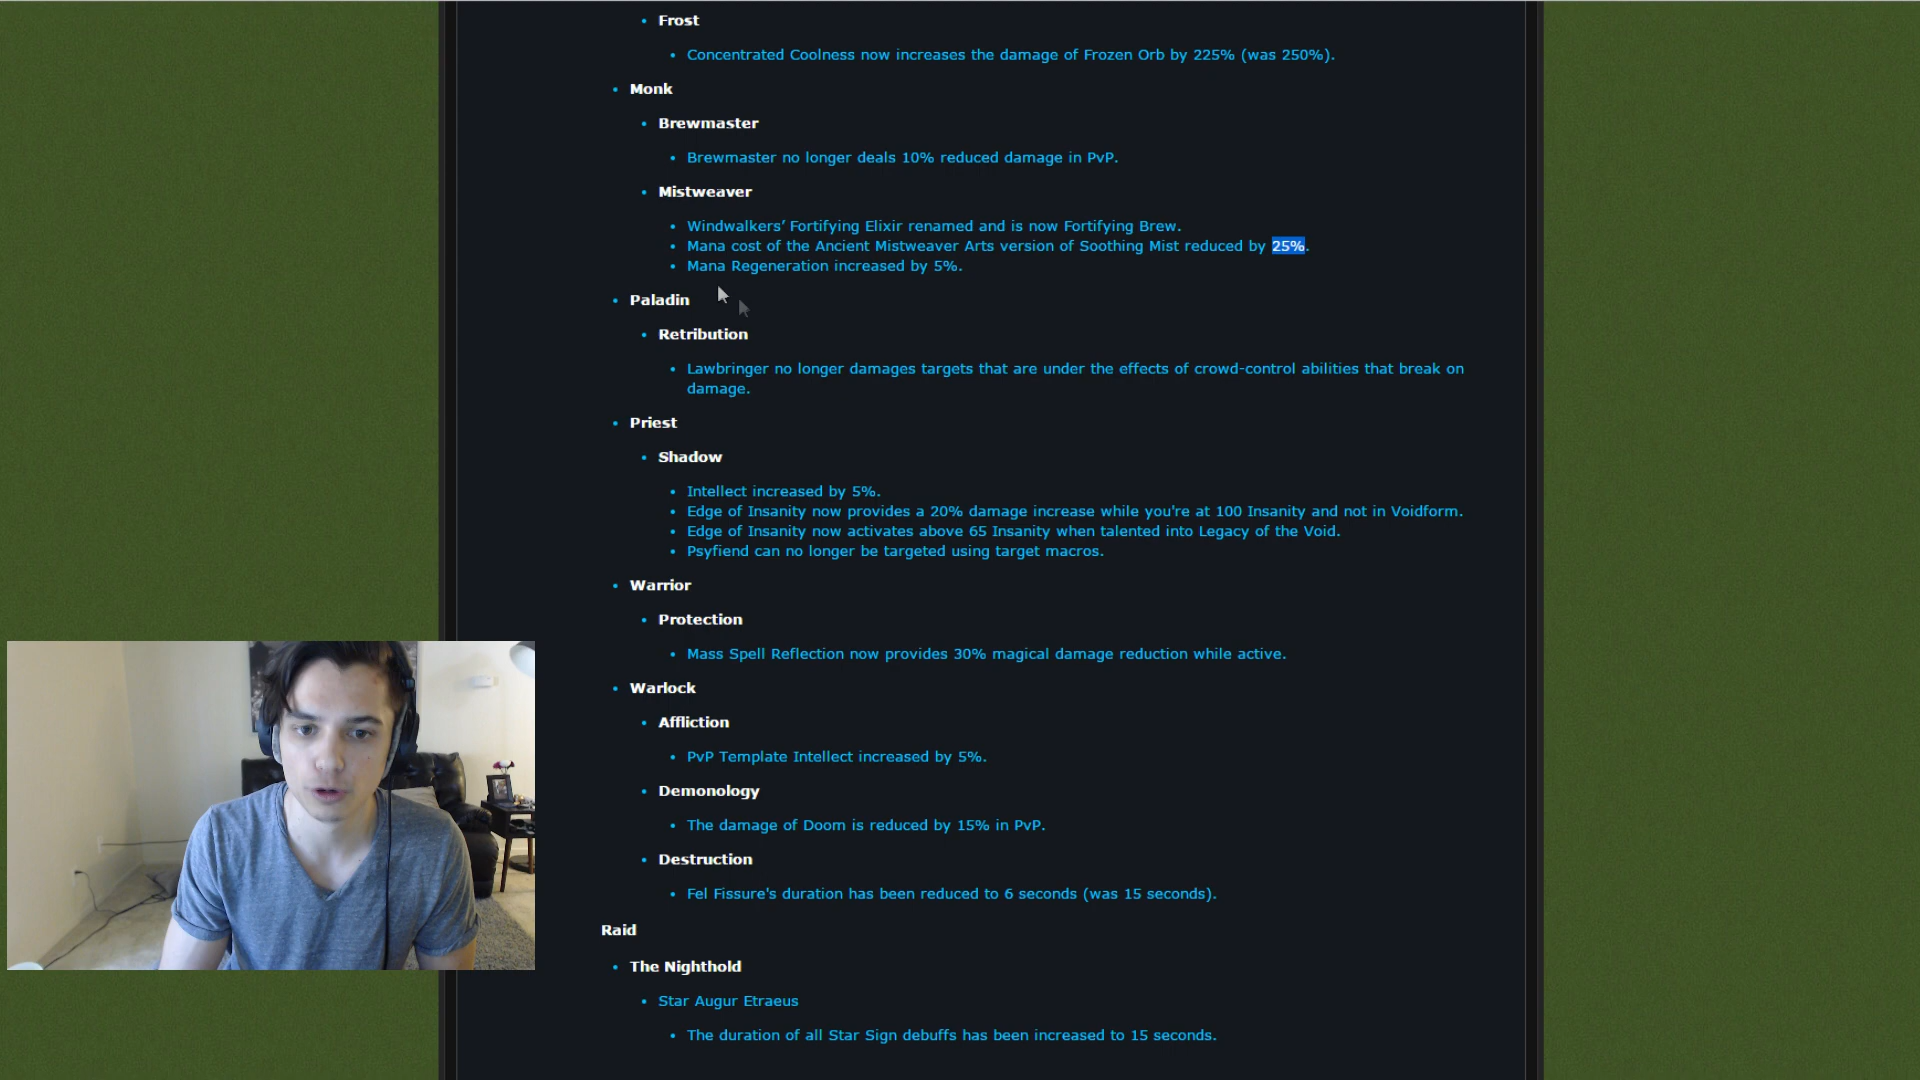 Frost
Concentrated Coolness now increases the damage of Frozen Orb by 225% (was 250%).
Monk
Brewmaster
Brewmaster no longer deals 10% reduced damage in PvP.
Mistweaver
Windwalkers' Fortifying Elixir renamed and is now Fortifying Brew.
Mana cost of the Ancient Mistweaver Arts version of Soothing Mist reduced by 25%.
Mana Regeneration increased by 5%.
Paladin
Retribution
Lawbringer no longer damages targets that are under the effects of crowd-control abilities that break on
damage.
Priest
Shadow
Intellect increased by 5%.
Edge of Insanity now provides a 20% damage increase while you're at 100 Insanity and not in Voidform.
Edge of Insanity now activates above 65 Insanity when talented into Legacy of the Void.
Psyfiend can no longer be targeted using target macros.
Warrior
Protection
Mass Spell Reflection now provides 30% magical damage reduction while active.
Warlock
Affliction
PvP Template Intellect increased by 5%.
Demonology
The damage of Doom is reduced by 15% in PvP.
Destruction
Fel Fissure's duration has been reduced to 6 seconds (was 15 seconds).
Raid
The Nighthold
Star Augur Etraeus
The duration of all Star Sign debuffs has been increased to 15 seconds.